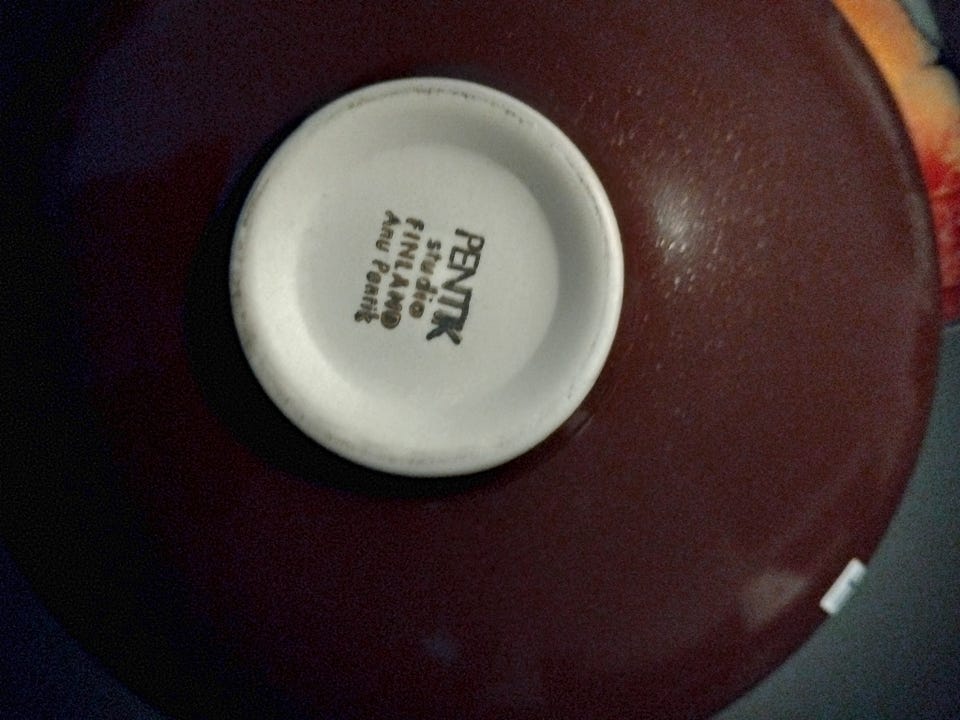 PENTIK
studio
FINLAND
Anu Pentik